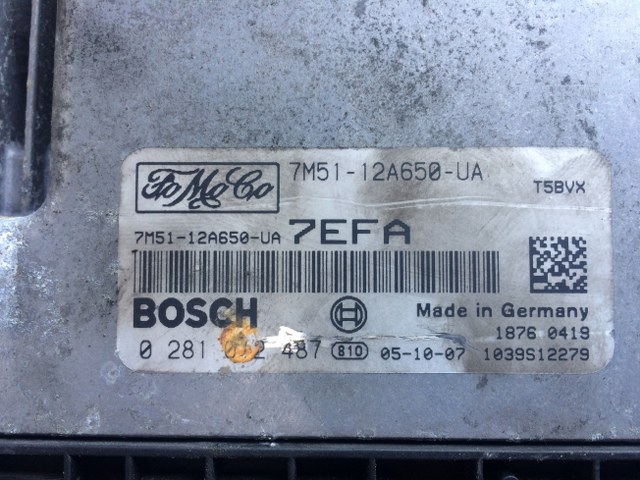 FoMoCo 7M51-12A650-UA
T5BVX
7M51-12A650-UA 7EFA
BOSCH Made in Germany
1876 0419
0 281 487 810 05-10-07 1039S12279